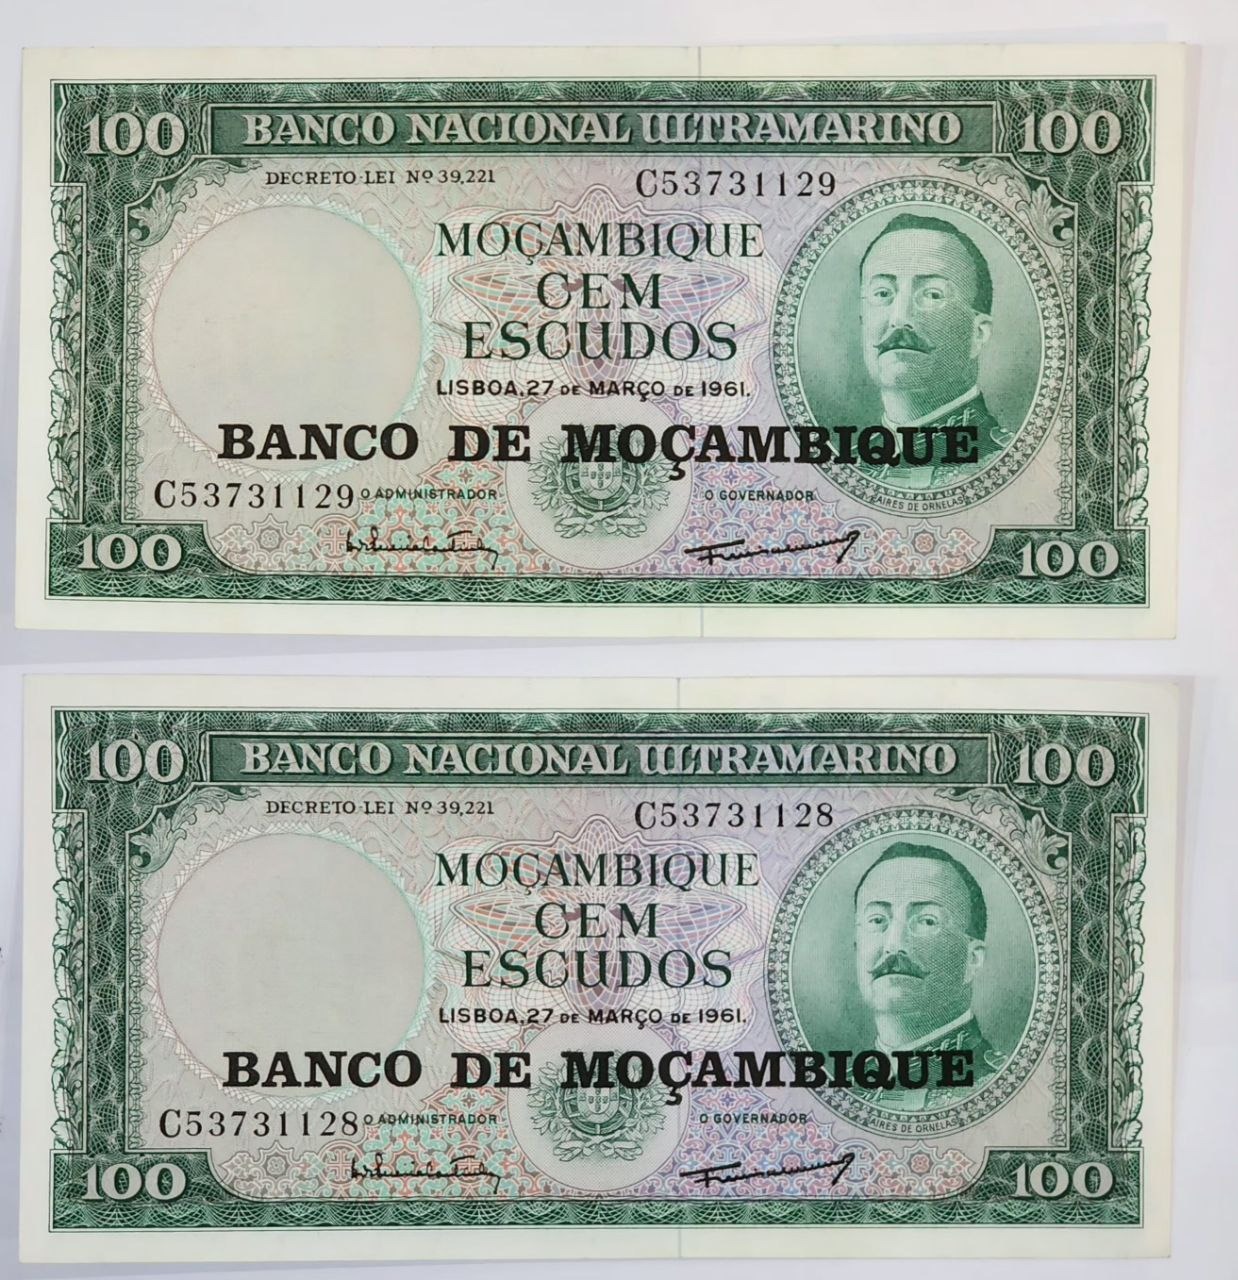 100 BANCO NACIONAL ULTRAMARINO 100
DECRETO-LEI Nº 39,221 C53731129
MOÇAMBIQUE
CEM
ESCUDOS
LISBOA, 27 DE MARÇO DE 1961.
BANCO DE MOÇAMBIQUE
C53731129 O ADMINISTRADOR O GOVERNADOR AIRES DE ORNELAS
100 100
100 BANCO NACIONAL ULTRAMARINO 100
DECRETO-LEI Nº 39,221 C53731128
MOÇAMBIQUE
CEM
ESCUDOS
LISBOA, 27 DE MARÇO DE 1961.
BANCO DE MOÇAMBIQUE
C53731128 O ADMINISTRADOR O GOVERNADOR AIRES DE ORNELAS
100 100